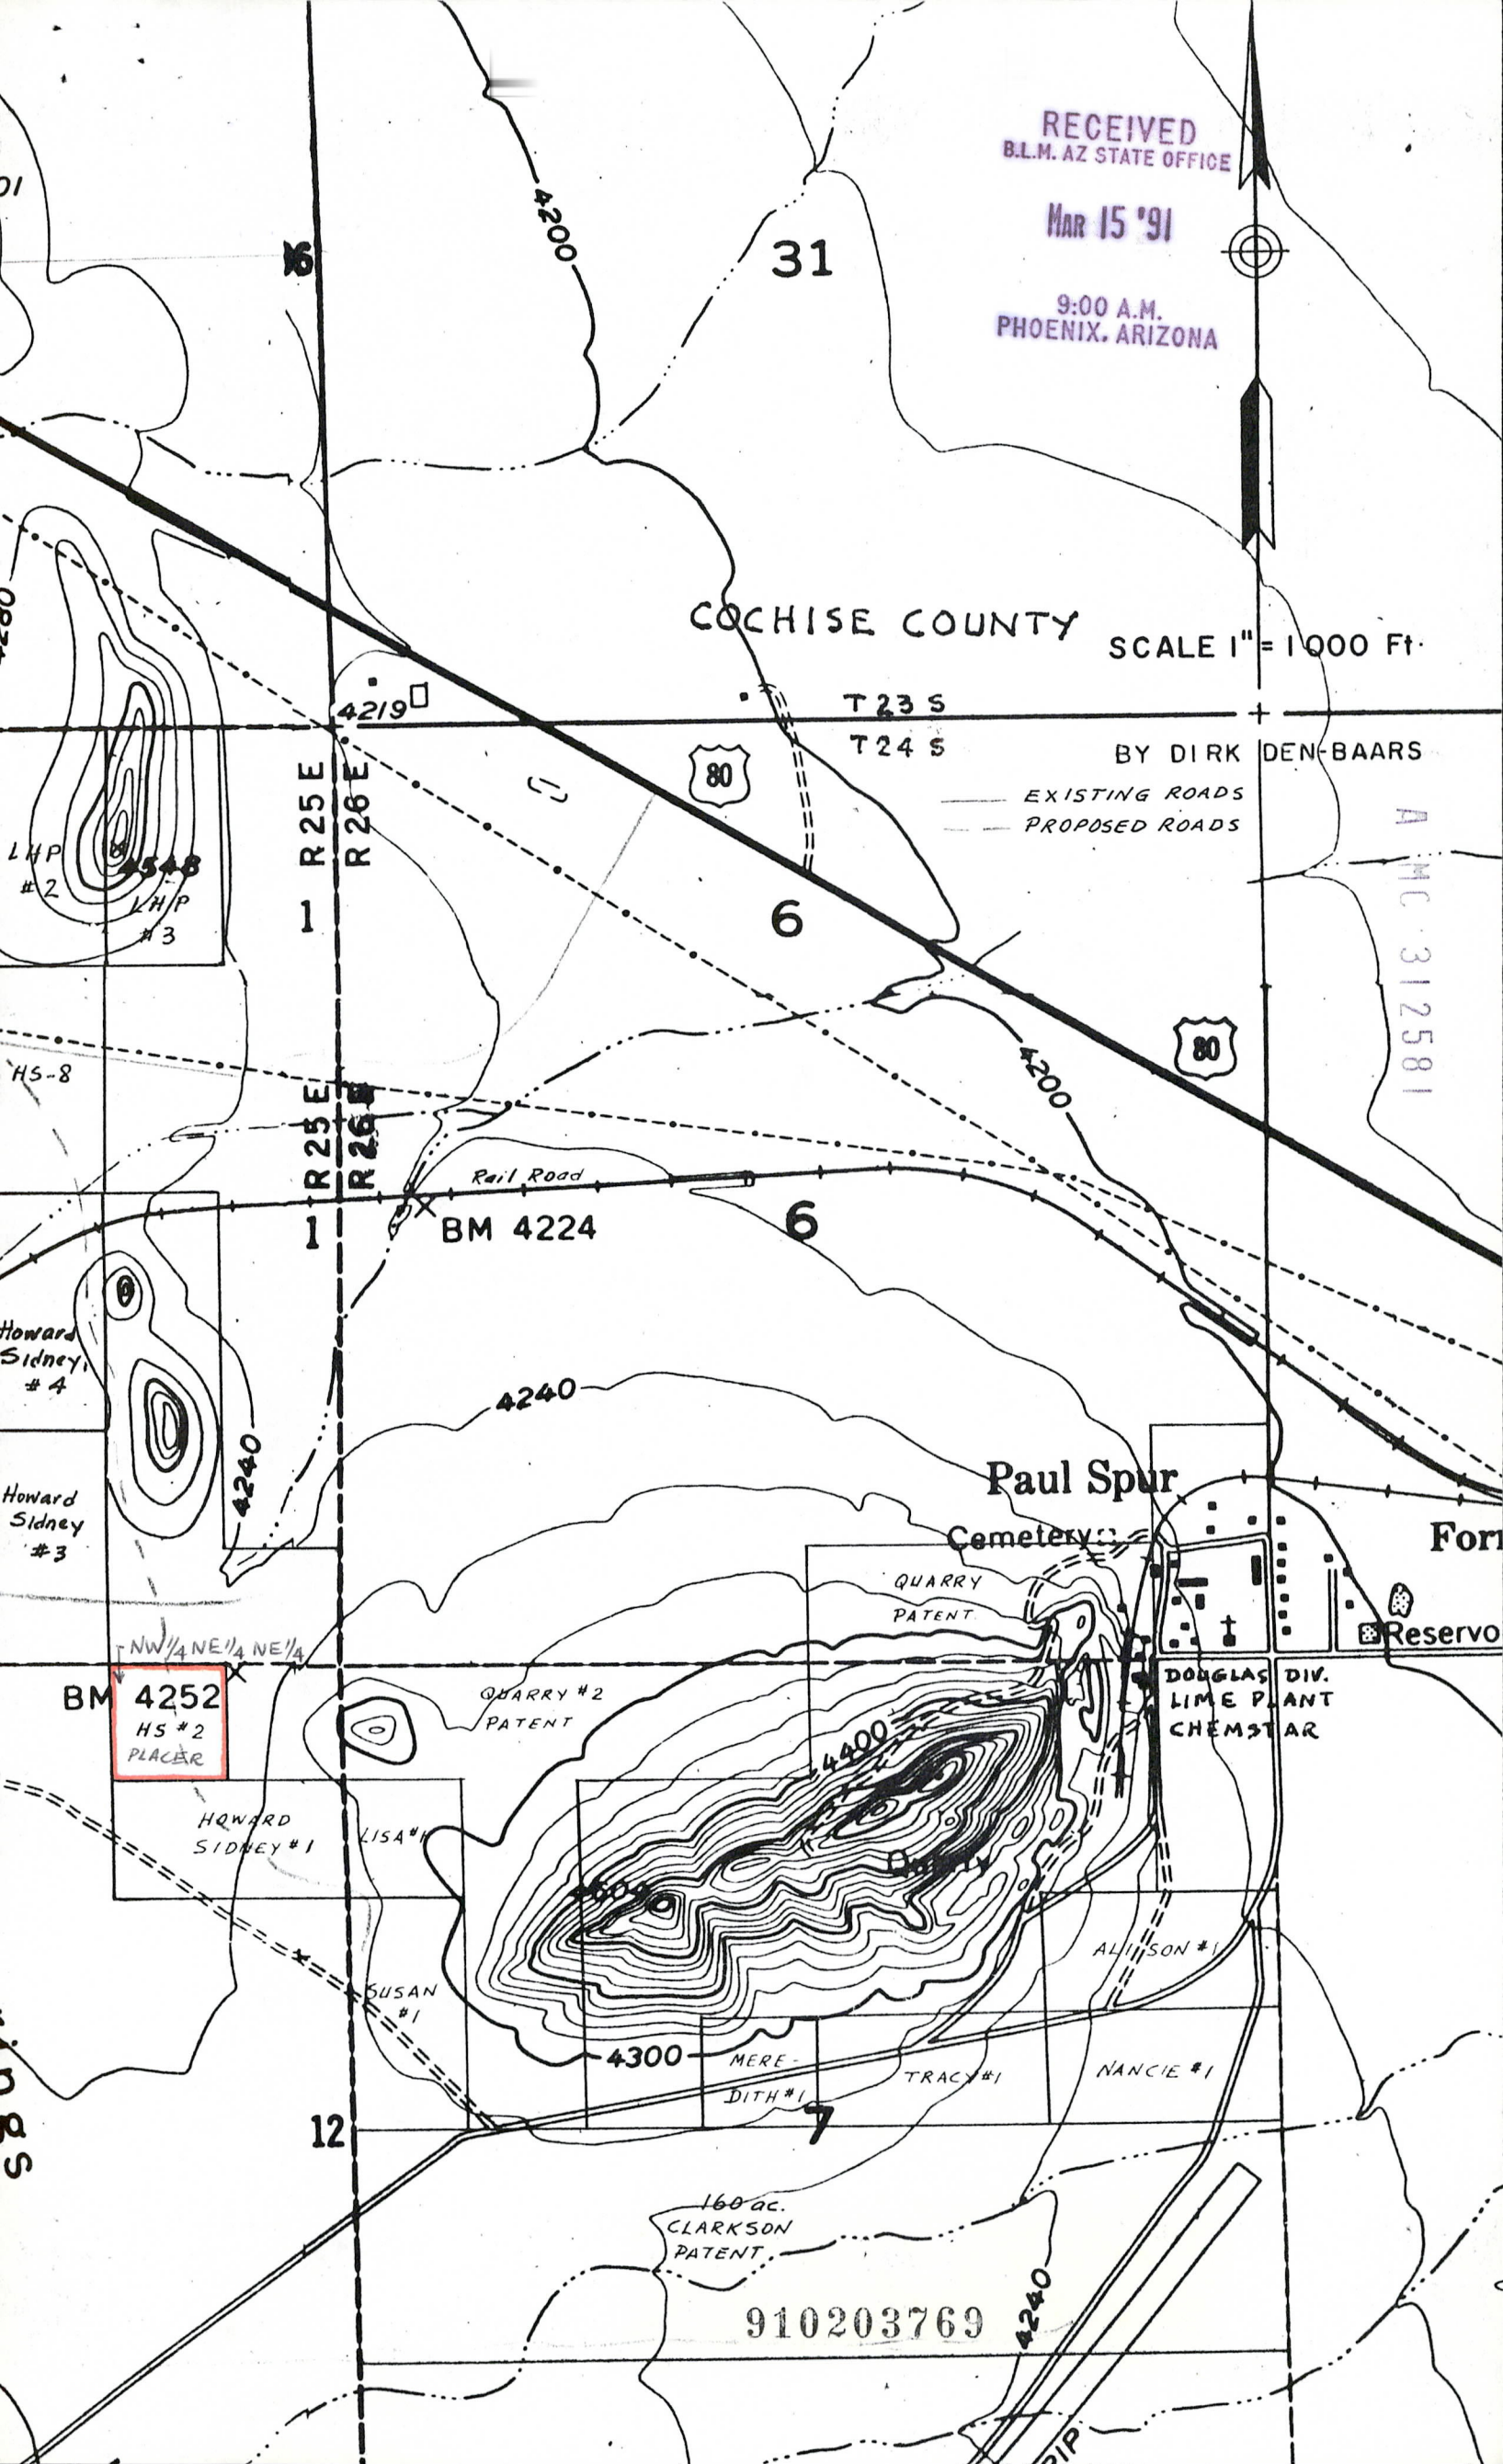 RECEIVED
B.L.M. AZ STATE OFFICE
MAR 15 '91
9:00 A.M.
PHOENIX, ARIZONA
01
4200
31
COCHISE COUNTY
SCALE 1" = 1000 Ft.
4219
T 23 S
T 24 S
BY DIRK DEN-BAARS
80
EXISTING ROADS
PROPOSED ROADS
R 25 E
R 26 E
A MC 312581
LHP
#2
4548
LHP
#3
1
6
80
HS-8
4200
R 25 E
R 26 E
Rail Road
1
BM 4224
6
Howard
Sidney
#4
4240
4240
Howard
Sidney
#3
Paul Spur
Cemetery
QUARRY
PATENT
Reservo
NW 1/4 NE 1/4 NE 1/4
BM 4252
HS #2
PLACER
QUARRY #2
PATENT
DOUGLAS DIV.
LIME PLANT
CHEMSTAR
4400
HOWARD
SIDNEY #1
LISA #1
Quarry
ALLISON #1
SUSAN
#1
4300
MERE-
DITH #1
TRACY #1
NANCIE #1
12
7
160 ac.
CLARKSON
PATENT
910203769
4240